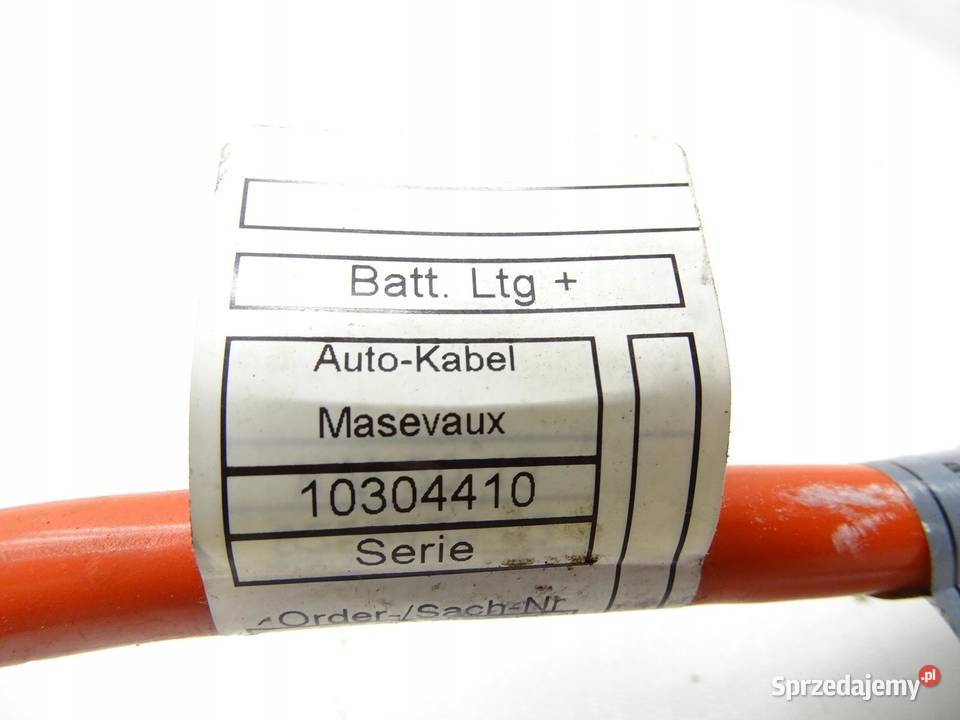 Batt. Ltg +
Auto-Kabel
Masevaux
10304410
Serie
Order-/Sach-Nr.
Sprzedajemy.pl